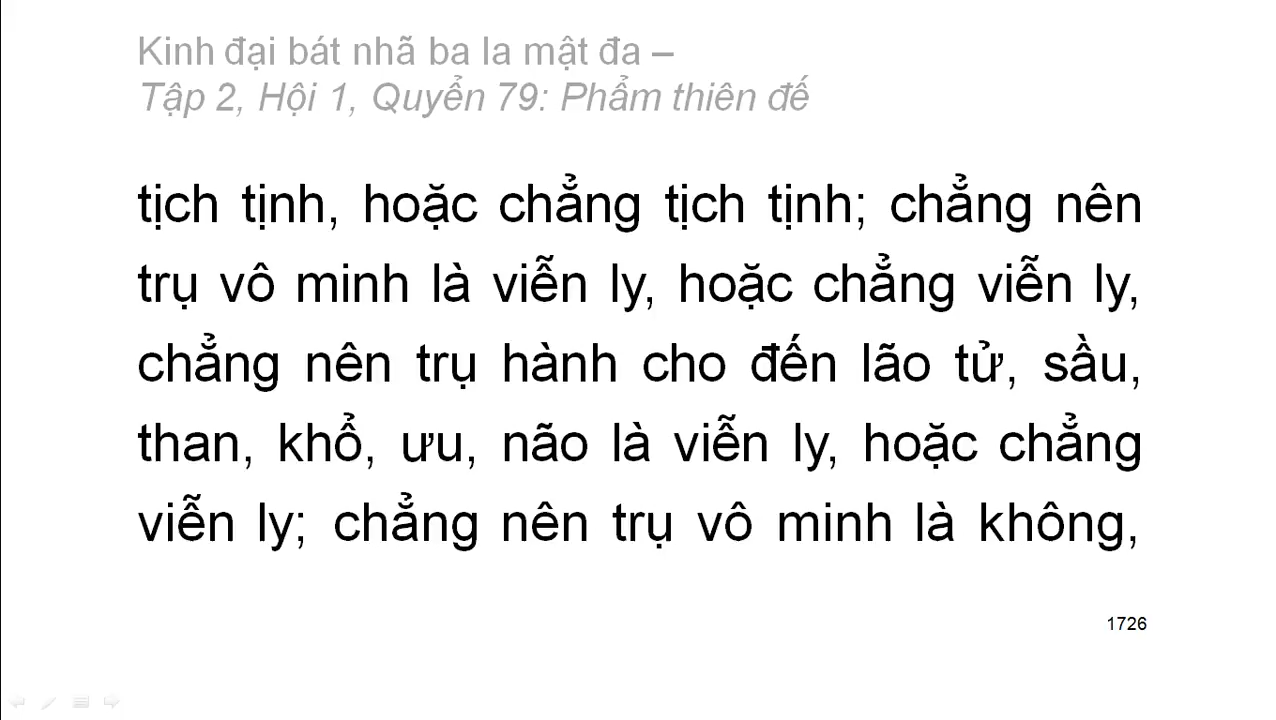 Kinh đại bát nhã ba la mật đa –
Tập 2, Hội 1, Quyển 79: Phẩm thiên đế
tịch tịnh, hoặc chẳng tịch tịnh; chẳng nên
trụ vô minh là viễn ly, hoặc chẳng viễn ly,
chẳng nên trụ hành cho đến lão tử, sầu,
than, khổ, ưu, não là viễn ly, hoặc chẳng
viễn ly; chẳng nên trụ vô minh là không,
1726